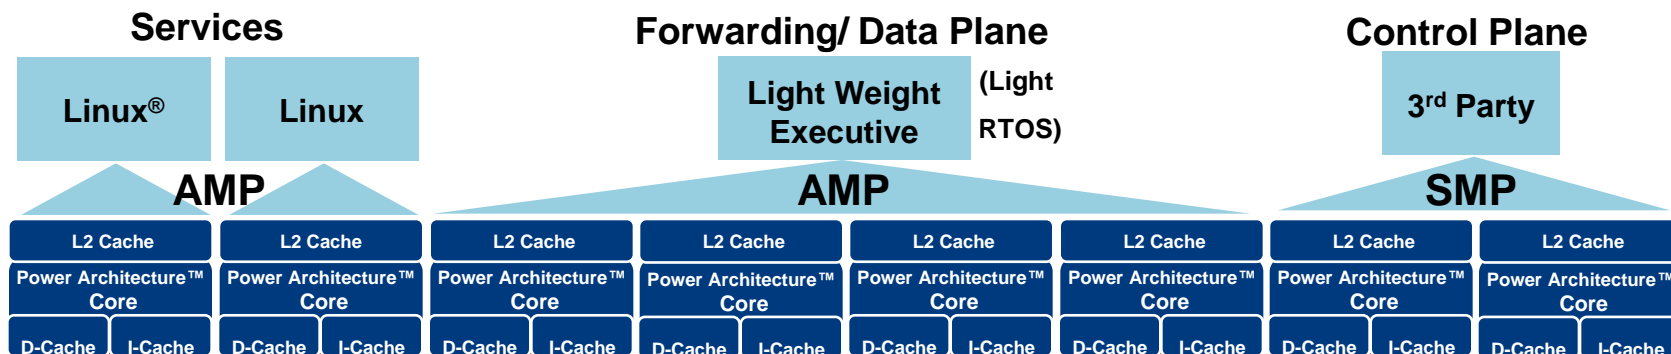 Services
Forwarding/ Data Plane
Control Plane
Linux®
Linux
Light Weight
Executive
(Light
RTOS)
3rd Party
AMP
AMP
SMP
L2 Cache
L2 Cache
L2 Cache
L2 Cache
L2 Cache
L2 Cache
L2 Cache
L2 Cache
Power Architecture™
Core
Power Architecture™
Core
Power Architecture™
Core
Power Architecture™
Core
Power Architecture™
Core
Power Architecture™
Core
Power Architecture™
Core
Power Architecture™
Core
D-Cache
I-Cache
D-Cache
I-Cache
D-Cache
I-Cache
D-Cache
I-Cache
D-Cache
I-Cache
D-Cache
I-Cache
D-Cache
I-Cache
D-Cache
I-Cache